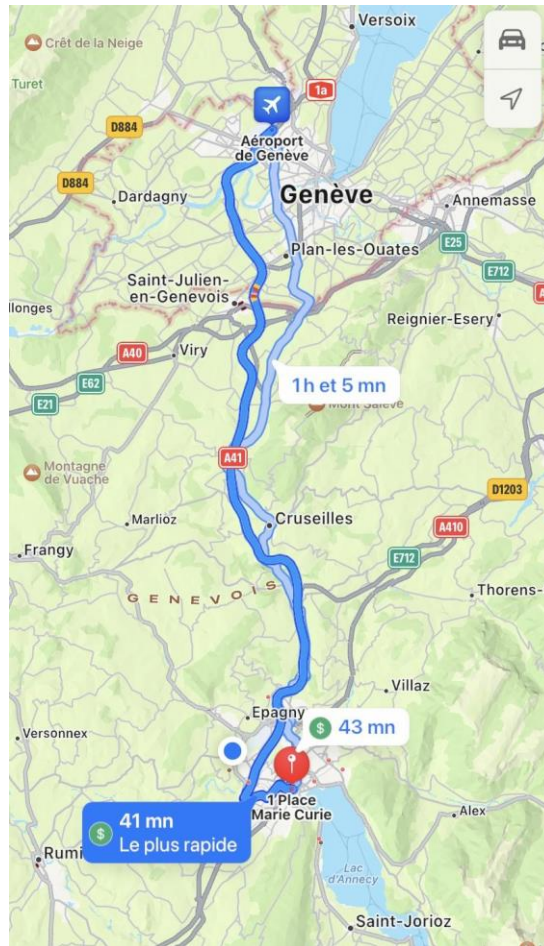 Versoix
Crêt de la Neige
Turet
1a
D884
Aéroport
de Genève
D884
Dardagny
Genève
Annemasse
E25
Plan-les-Ouates
E712
Saint-Julien-
en-Genevois
llonges
Reignier-Esery
A40
Viry
1h et 5 mn
E62
Mont Salève
E21
A41
Montagne
de Vuache
D1203
Marlioz
Cruseilles
A410
Frangy
E712
GENEVOIS
Thorens-
Villaz
Epagny
Versonnex
$ 43 mn
1 Place
Marie Curie
$ 41 mn
Le plus rapide
Alex
Rumi
Lac
d'Annecy
Saint-Jorioz